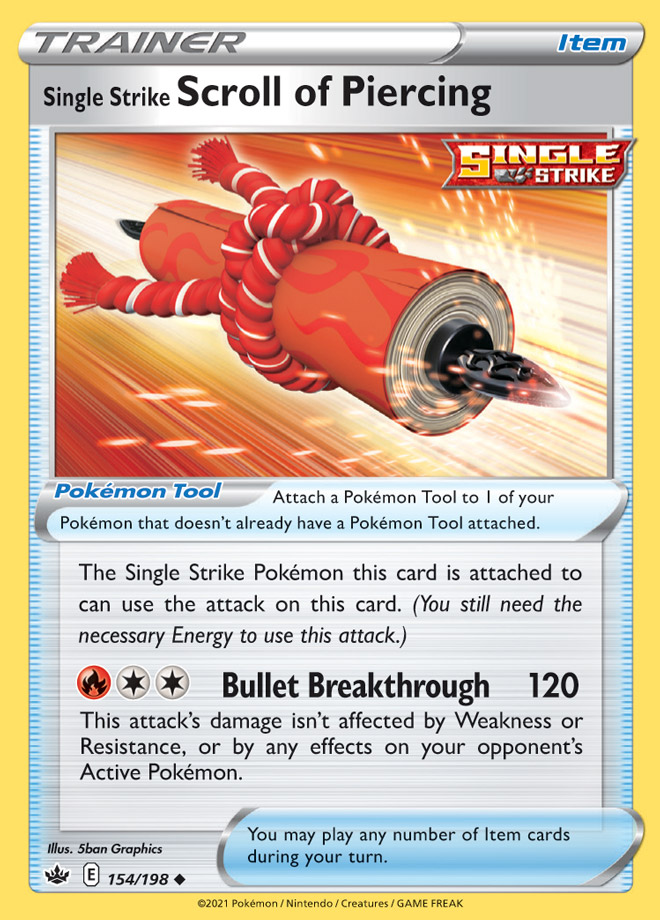 TRAINER
Item
Single Strike Scroll of Piercing
SINGLE
STRIKE
Pokémon Tool
Attach a Pokémon Tool to 1 of your
Pokémon that doesn't already have a Pokémon Tool attached.
The Single Strike Pokémon this card is attached to
can use the attack on this card. (You still need the
necessary Energy to use this attack.)
Bullet Breakthrough 120
This attack's damage isn't affected by Weakness or
Resistance, or by any effects on your opponent's
Active Pokémon.
You may play any number of Item cards
during your turn.
Illus. 5ban Graphics
E 154/198
©2021 Pokémon / Nintendo / Creatures / GAME FREAK